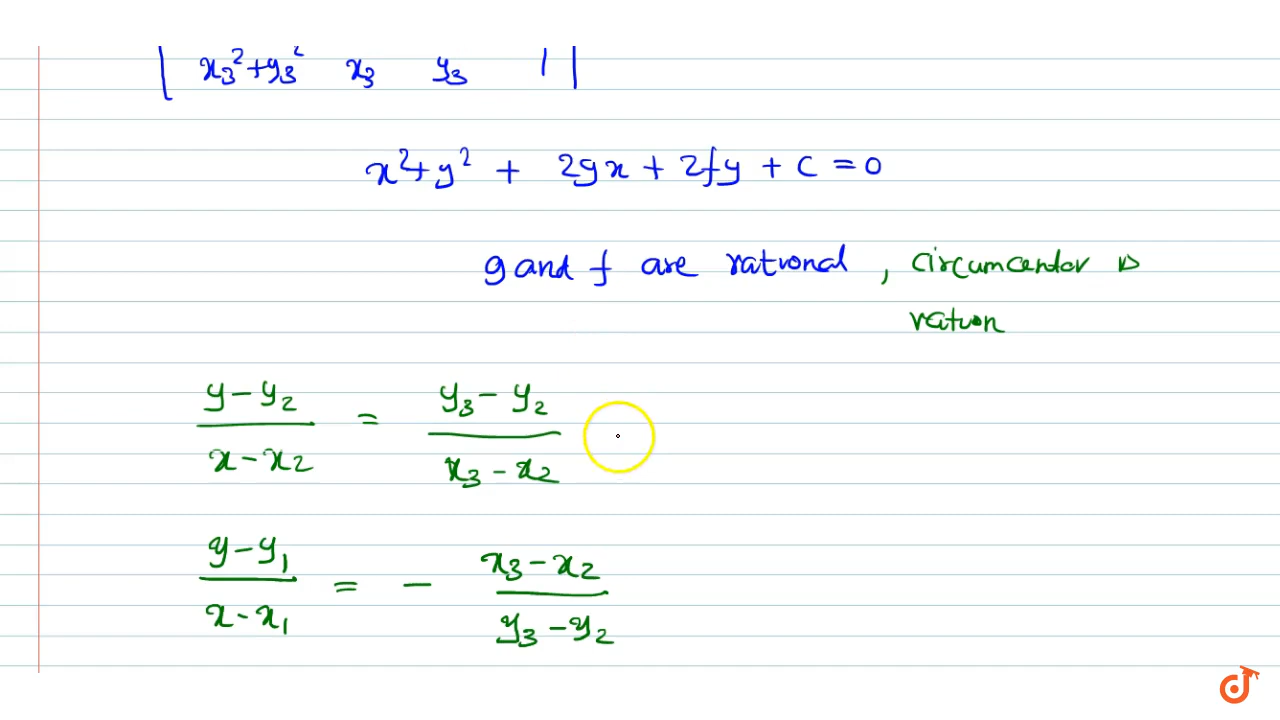 | x₃²+y₃² x₃ y₃ 1 |
x²+y² + 2gx + 2fy + c = 0
g and f are rational, circumcentor is
ration
(y-y₂)/(x-x₂) = (y₃-y₂)/(x₃-x₂)
(y-y₁)/(x-x₁) = - (x₃-x₂)/(y₃-y₂)